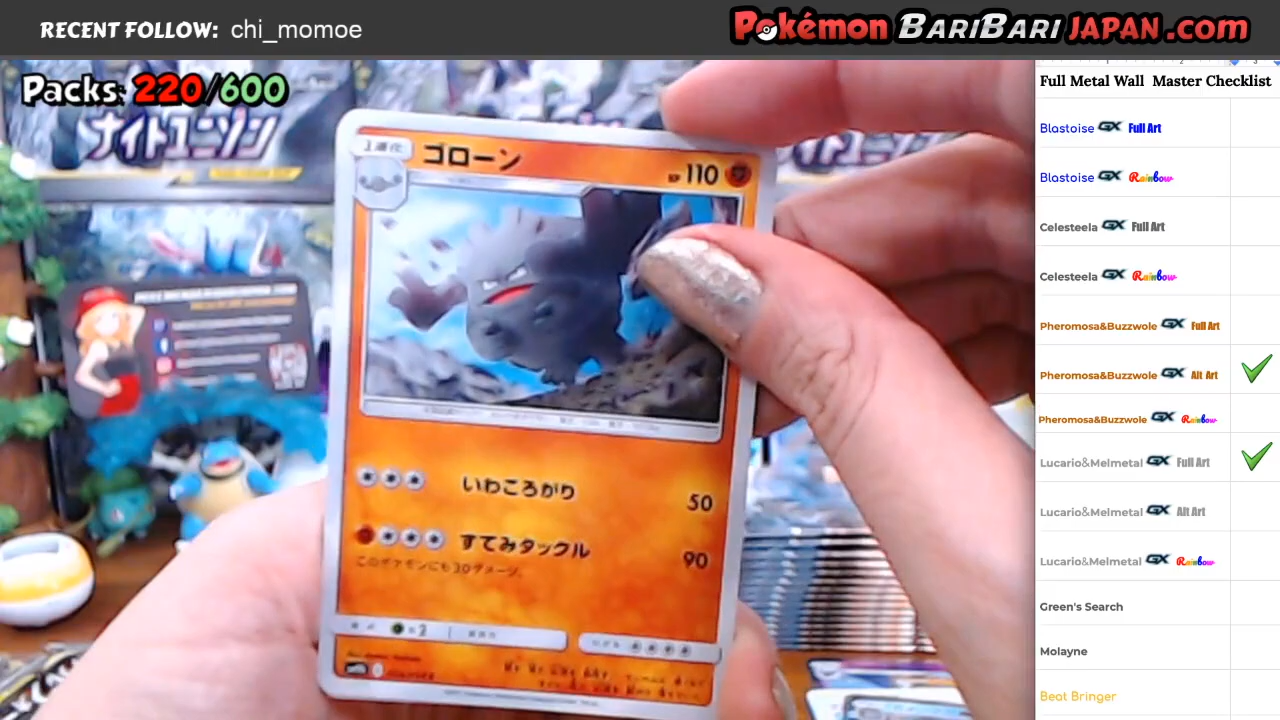 RECENT FOLLOW: chi_momoe
Pokémon BARIBARI JAPAN.com
Packs: 220/600
ナイトユニゾン
1進化
ゴローン
HP 110
いわころがり 50
すてみタックル 90
このポケモンにも30ダメージ。
×2
Full Metal Wall Master Checklist
Blastoise GX Full Art
Blastoise GX Rainbow
Celesteela GX Full Art
Celesteela GX Rainbow
Pheromosa&Buzzwole GX Full Art
Pheromosa&Buzzwole GX Alt Art
Pheromosa&Buzzwole GX Rainbow
Lucario&Melmetal GX Full Art
Lucario&Melmetal GX Alt Art
Lucario&Melmetal GX Rainbow
Green's Search
Molayne
Beat Bringer